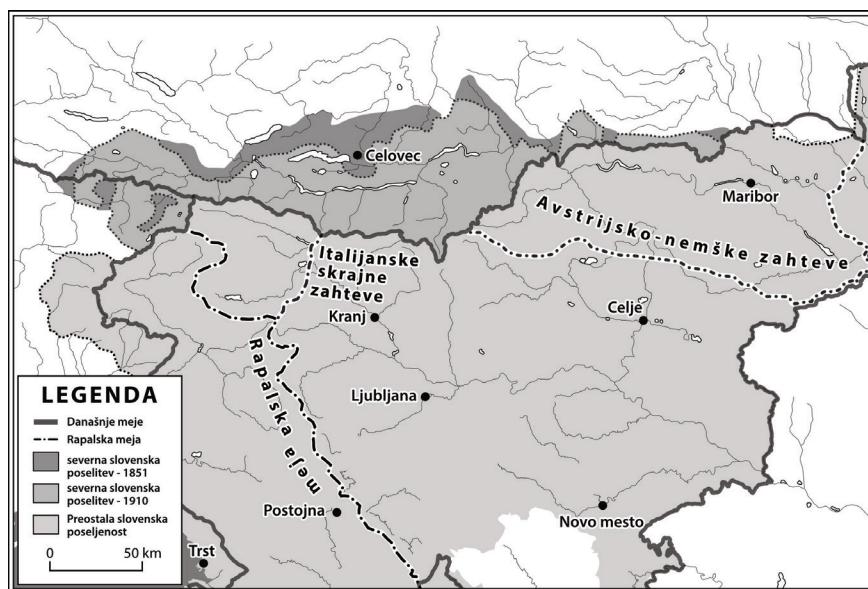 Celovec
Maribor
Avstrijsko-nemške zahteve
Italijanske
skrajne
zahteve
Kranj
Celje
Rapalska meja
Ljubljana
Postojna
Novo mesto
Trst
LEGENDA
Današnje meje
Rapalska meja
severna slovenska
poselitev - 1851
severna slovenska
poselitev - 1910
Preostala slovenska
poseljenost
0 50 km